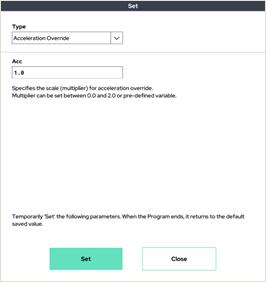 Set
Type
Acceleration Override
Acc
1.0
Specifies the scale (multiplier) for acceleration override.
Multiplier can be set between 0.0 and 2.0 or pre-defined variable.
Temporarily 'Set' the following parameters. When the Program ends, it returns to the default
saved value.
Set Close